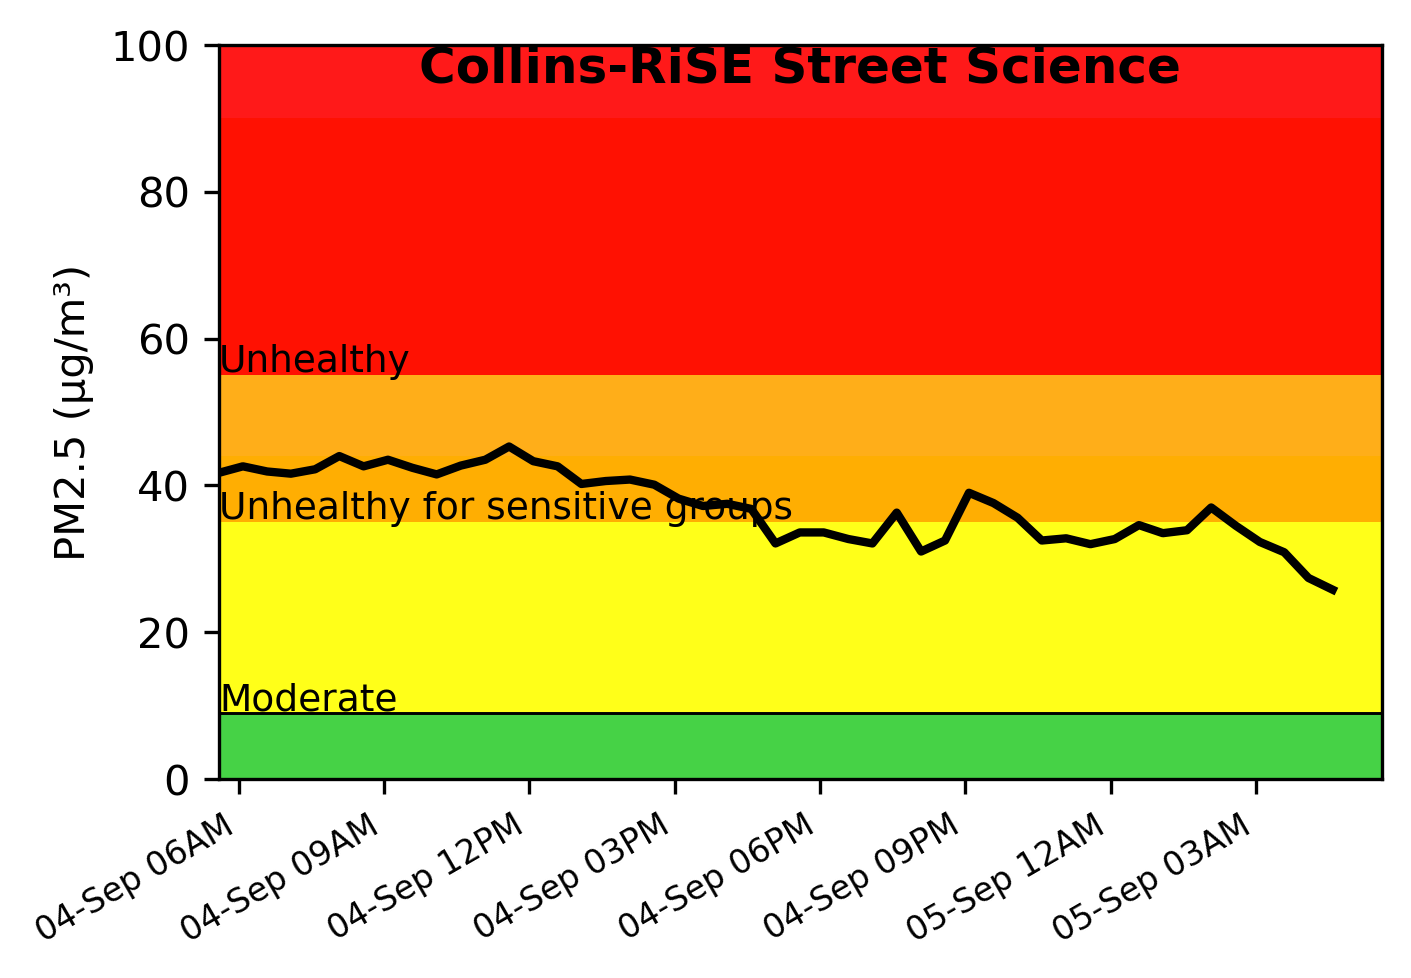 Collins-RiSE Street Science
PM2.5 (µg/m³)
100
80
60
40
20
0
Unhealthy
Unhealthy for sensitive groups
Moderate
04-Sep 06AM
04-Sep 09AM
04-Sep 12PM
04-Sep 03PM
04-Sep 06PM
04-Sep 09PM
05-Sep 12AM
05-Sep 03AM